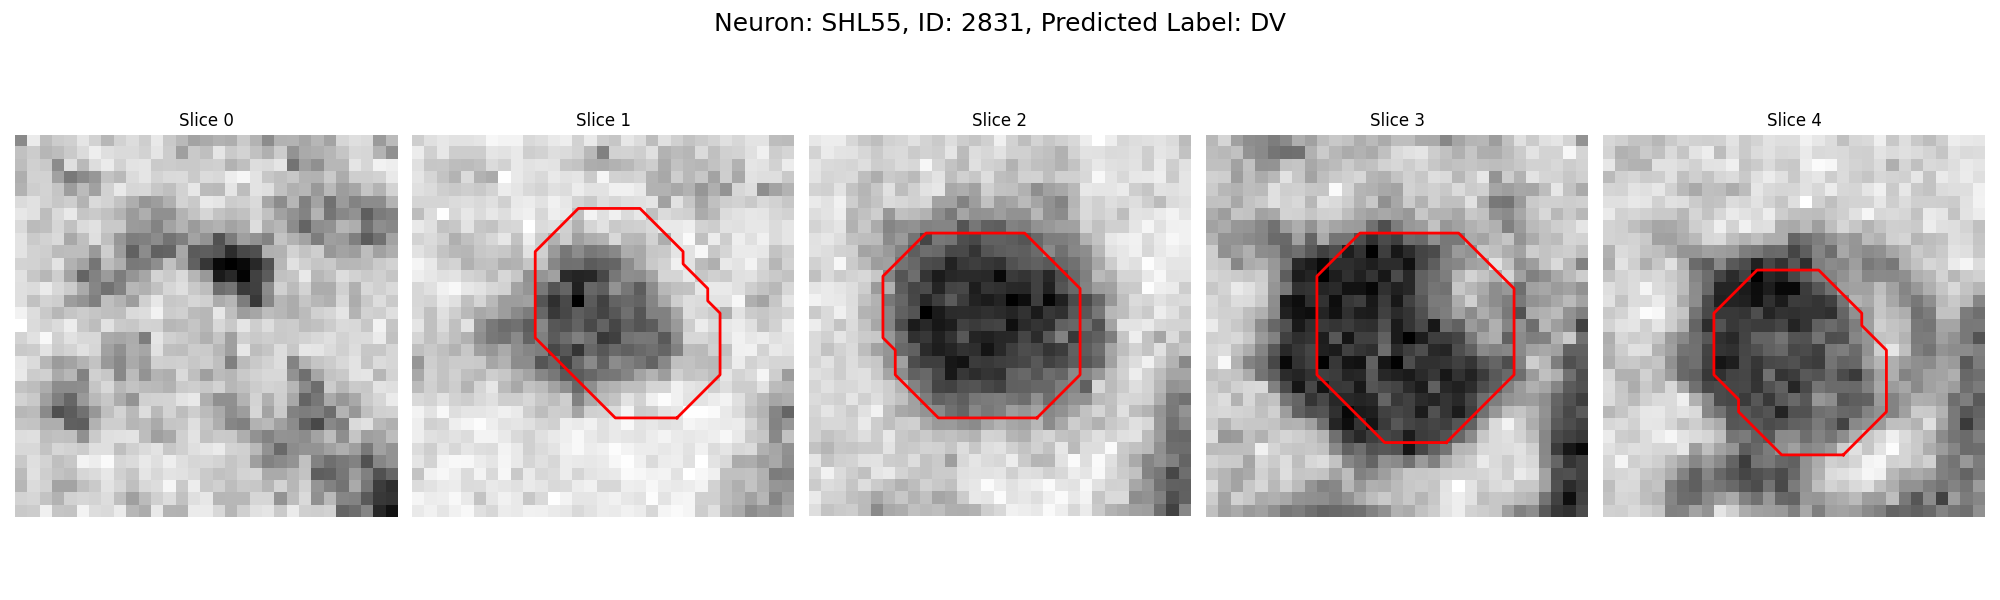 Neuron: SHL55, ID: 2831, Predicted Label: DV
Slice 0
Slice 1
Slice 2
Slice 3
Slice 4